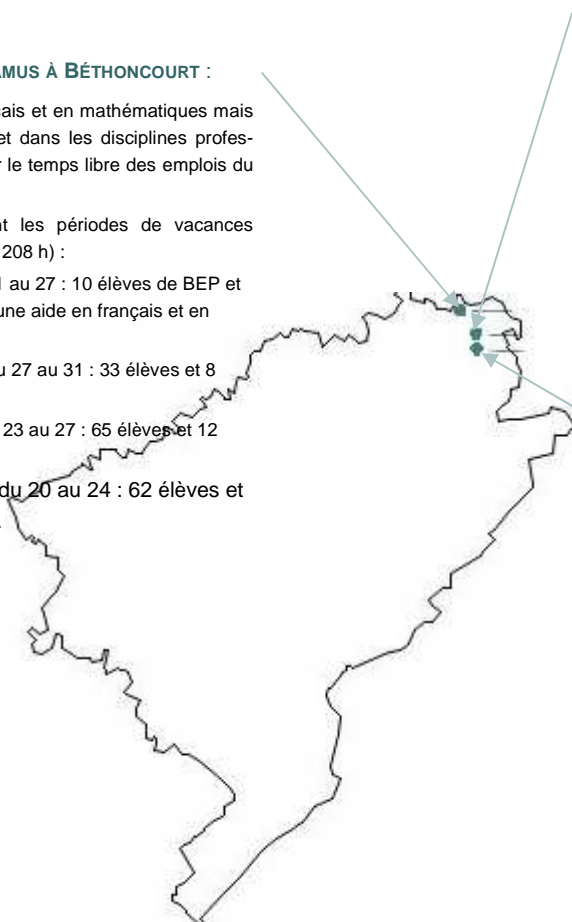 AMUS À BÉTHONCOURT :
çais et en mathématiques mais
et dans les disciplines profes-
r le temps libre des emplois du
nt les périodes de vacances
208 h) :
au 27 : 10 élèves de BEP et
une aide en français et en
u 27 au 31 : 33 élèves et 8
23 au 27 : 65 élèves et 12
du 20 au 24 : 62 élèves et